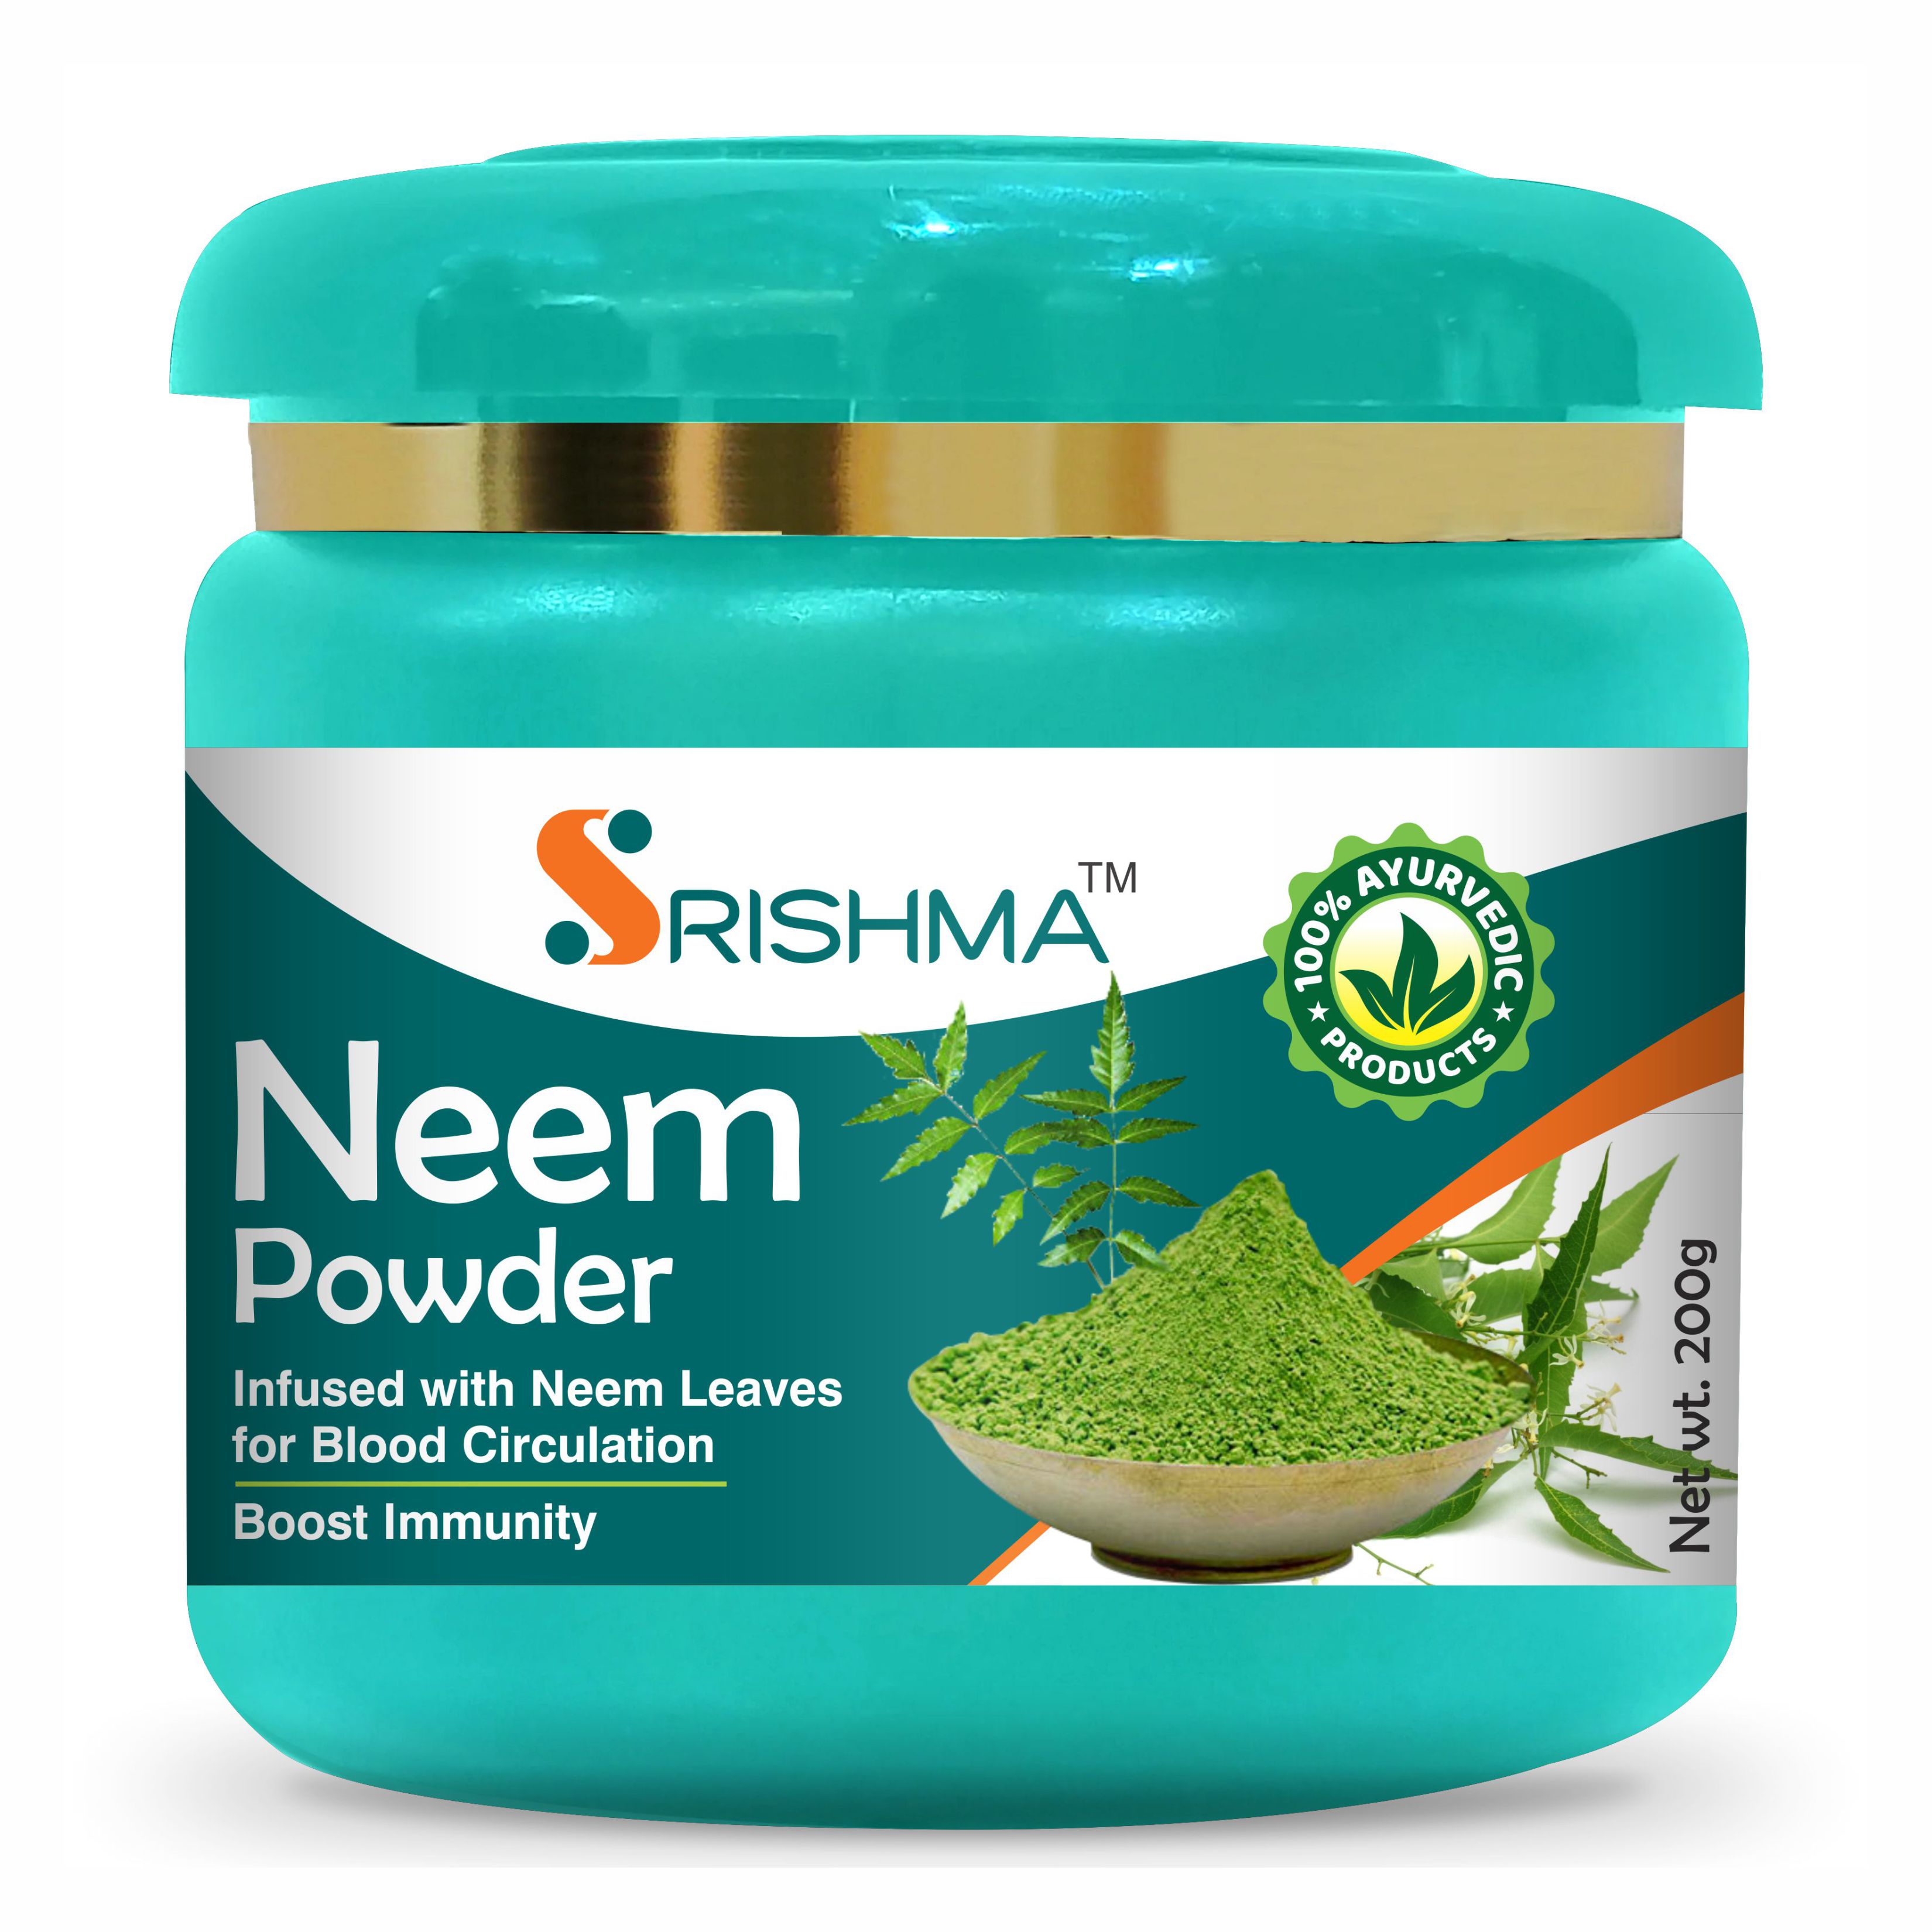 SRISHMA™
100% AYURVEDIC
★ PRODUCTS ★
Neem
Powder
Infused with Neem Leaves
for Blood Circulation
Boost Immunity
Net wt. 200g